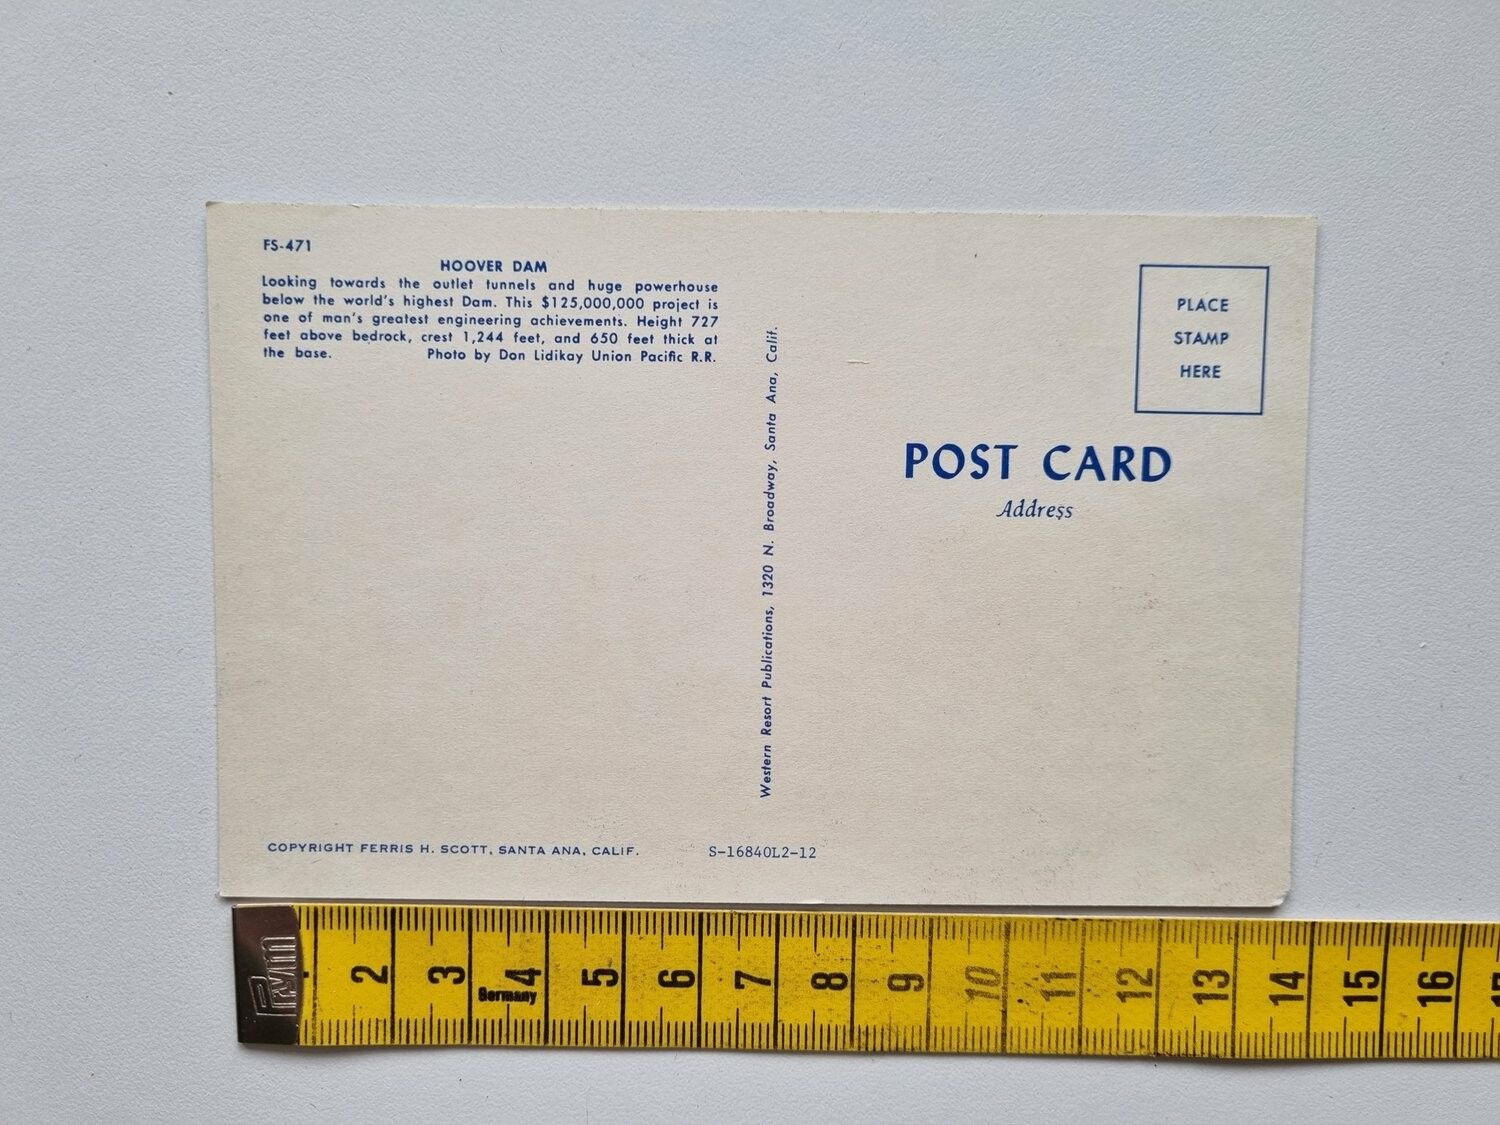 FS-471
HOOVER DAM
Looking towards the outlet tunnels and huge powerhouse
below the world's highest Dam. This $125,000,000 project is
one of man's greatest engineering achievements. Height 727
feet above bedrock, crest 1,244 feet, and 650 feet thick at
the base. Photo by Don Lidikay Union Pacific R.R.
Western Resort Publications, 1320 N. Broadway, Santa Ana, Calif.
PLACE
STAMP
HERE
POST CARD
Address
COPYRIGHT FERRIS H. SCOTT, SANTA ANA, CALIF.
S-16840L2-12
Prym 2 3 4 5 6 7 8 9 10 11 12 13 14 15 16
Germany